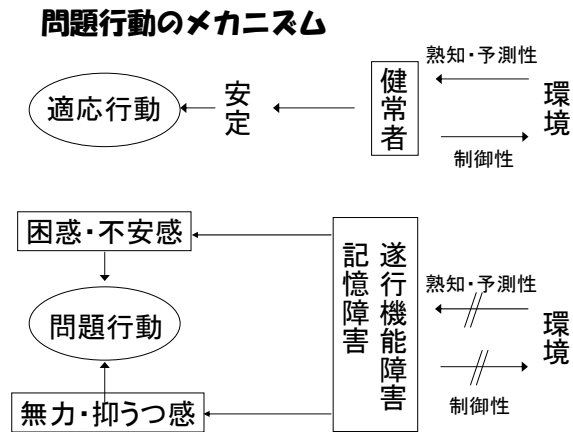 問題行動のメカニズム
適応行動
安定
健常者
熟知・予測性
制御性
環境
困惑・不安感
問題行動
無力・抑うつ感
遂行機能障害
記憶障害
熟知・予測性
制御性
環境